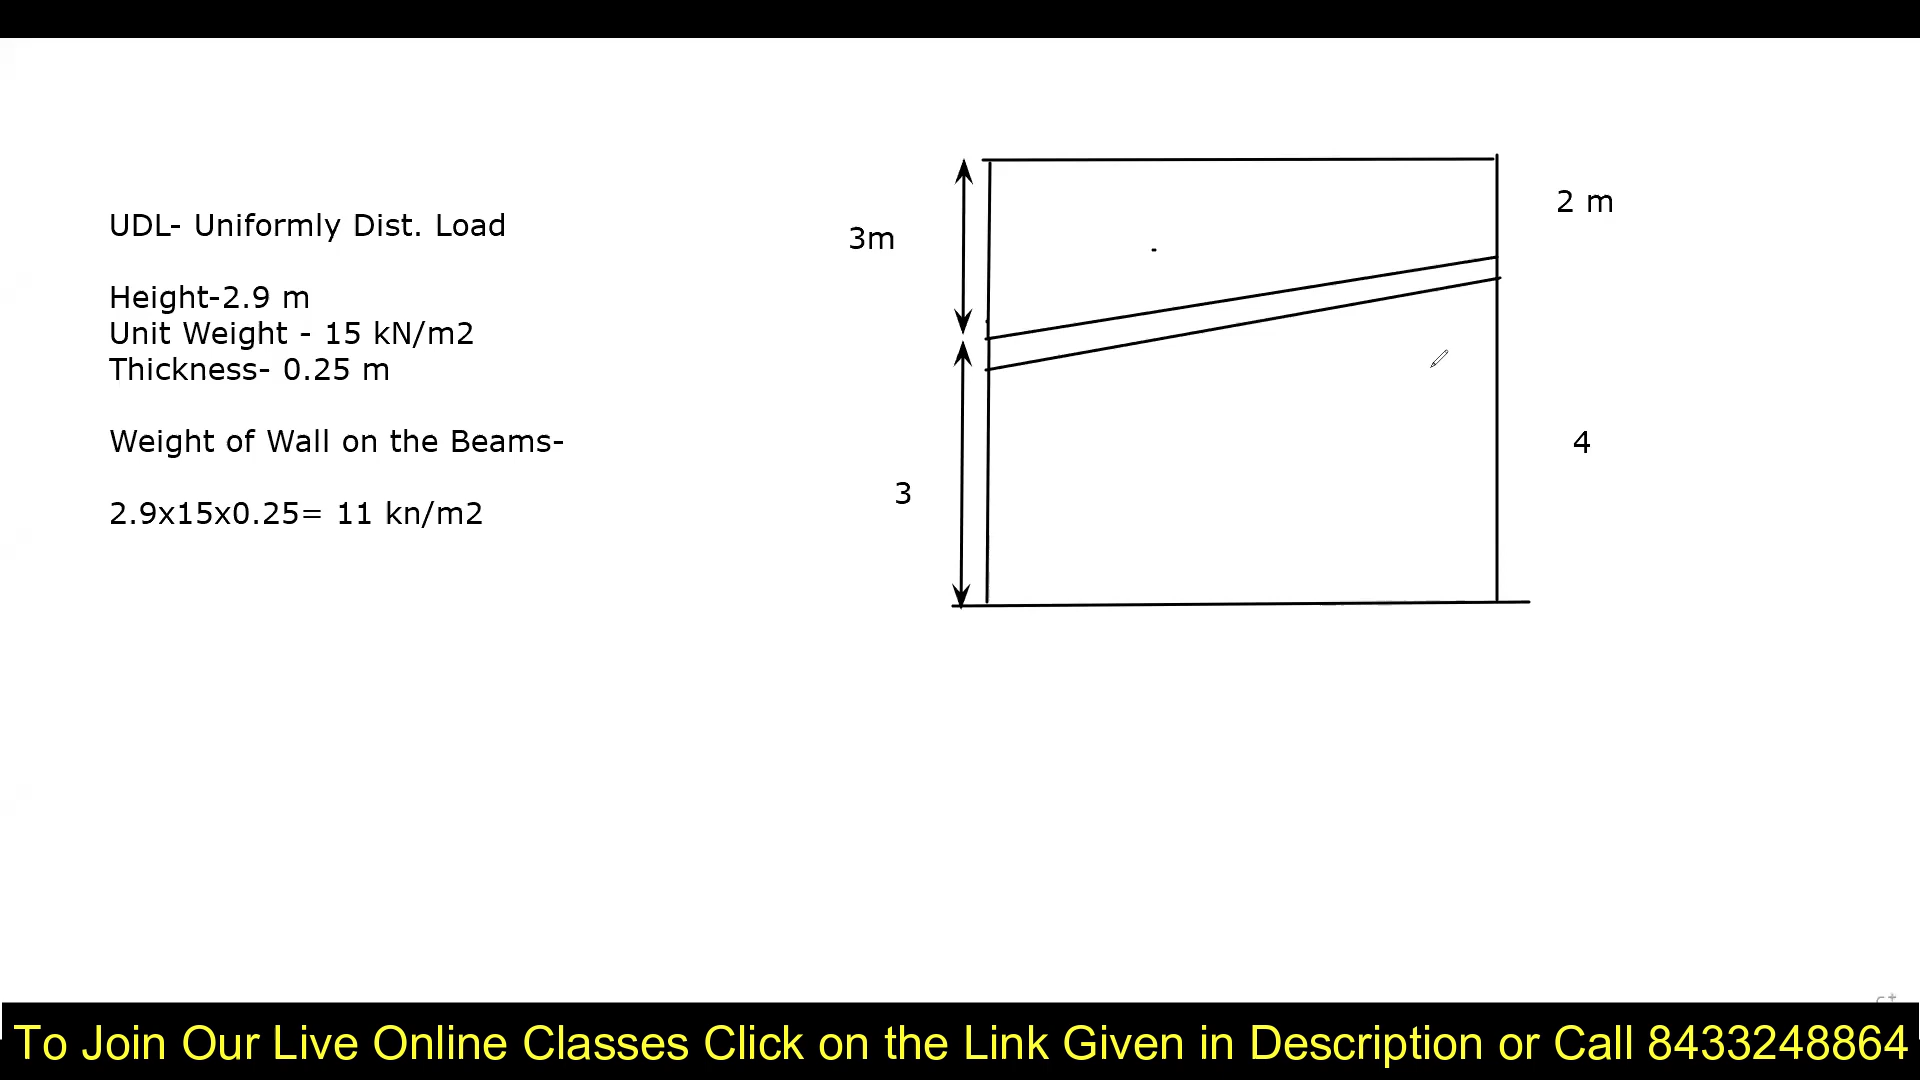 UDL- Uniformly Dist. Load
Height-2.9 m
Unit Weight - 15 kN/m2
Thickness- 0.25 m
Weight of Wall on the Beams-
2.9x15x0.25= 11 kn/m2
3m
2 m
3
4
To Join Our Live Online Classes Click on the Link Given in Description or Call 8433248864